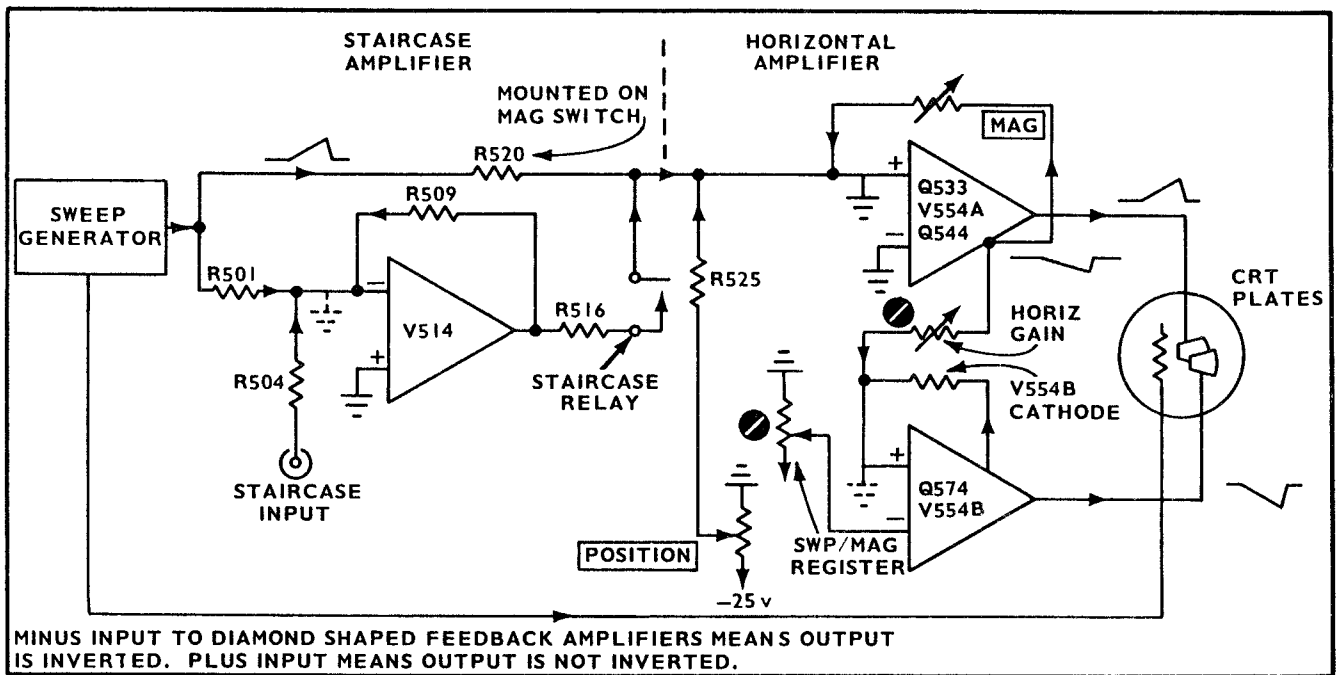 STAIRCASE
AMPLIFIER
HORIZONTAL
AMPLIFIER
MOUNTED ON
MAG SWITCH
MAG
R520
SWEEP
GENERATOR
R509
+
Q533
V554A
Q544
−
R501
−
V514
+
R516
R525
CRT
PLATES
HORIZ
GAIN
R504
STAIRCASE
RELAY
V554B
CATHODE
STAIRCASE
INPUT
+
Q574
V554B
−
SWP/MAG
REGISTER
POSITION
−25 v
MINUS INPUT TO DIAMOND SHAPED FEEDBACK AMPLIFIERS MEANS OUTPUT
IS INVERTED. PLUS INPUT MEANS OUTPUT IS NOT INVERTED.